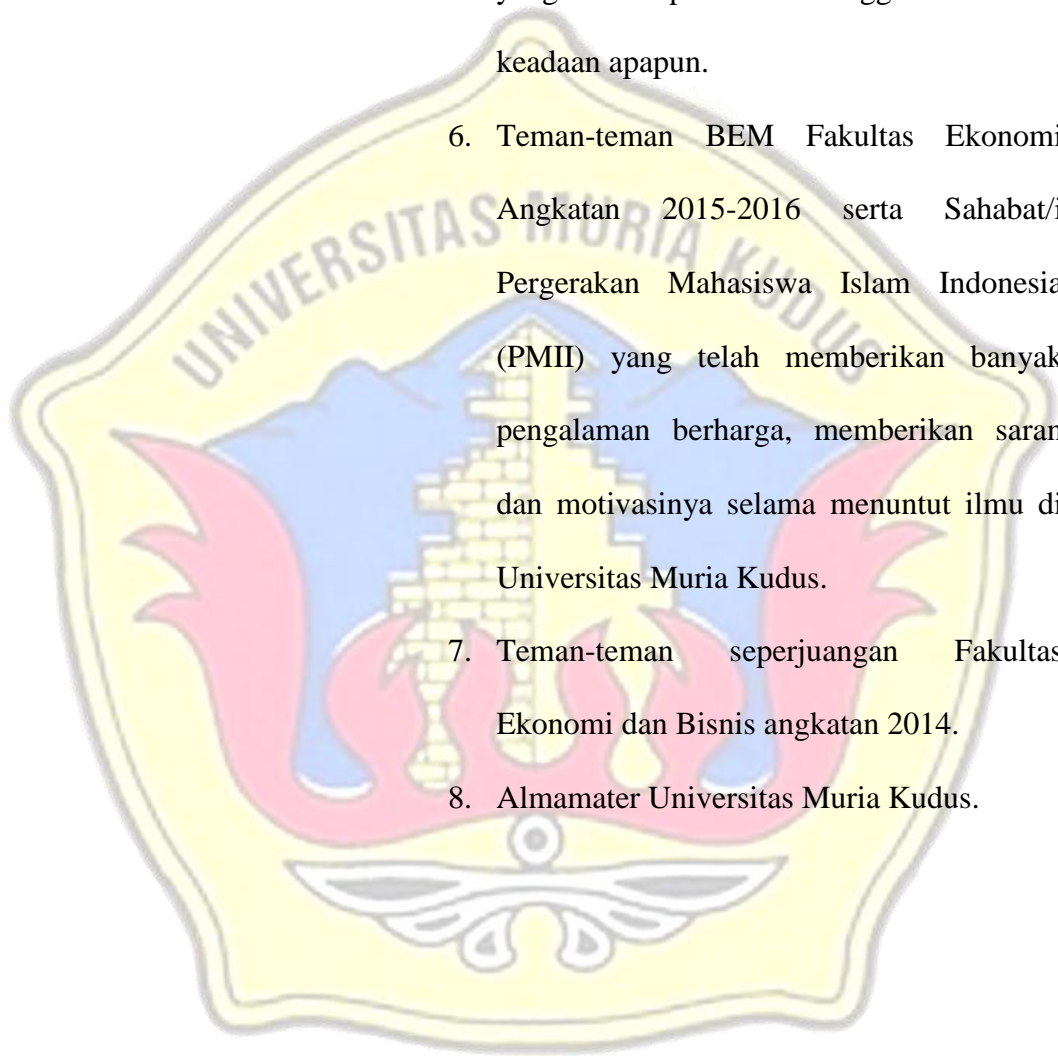 keadaan apapun.
6. Teman-teman BEM Fakultas Ekonomi
Angkatan 2015-2016 serta Sahabat/i
Pergerakan Mahasiswa Islam Indonesia
(PMII) yang telah memberikan banyak
pengalaman berharga, memberikan saran
dan motivasinya selama menuntut ilmu di
Universitas Muria Kudus.
7. Teman-teman seperjuangan Fakultas
Ekonomi dan Bisnis angkatan 2014.
8. Almamater Universitas Muria Kudus.
UNIVERSITAS MURIA KUDUS